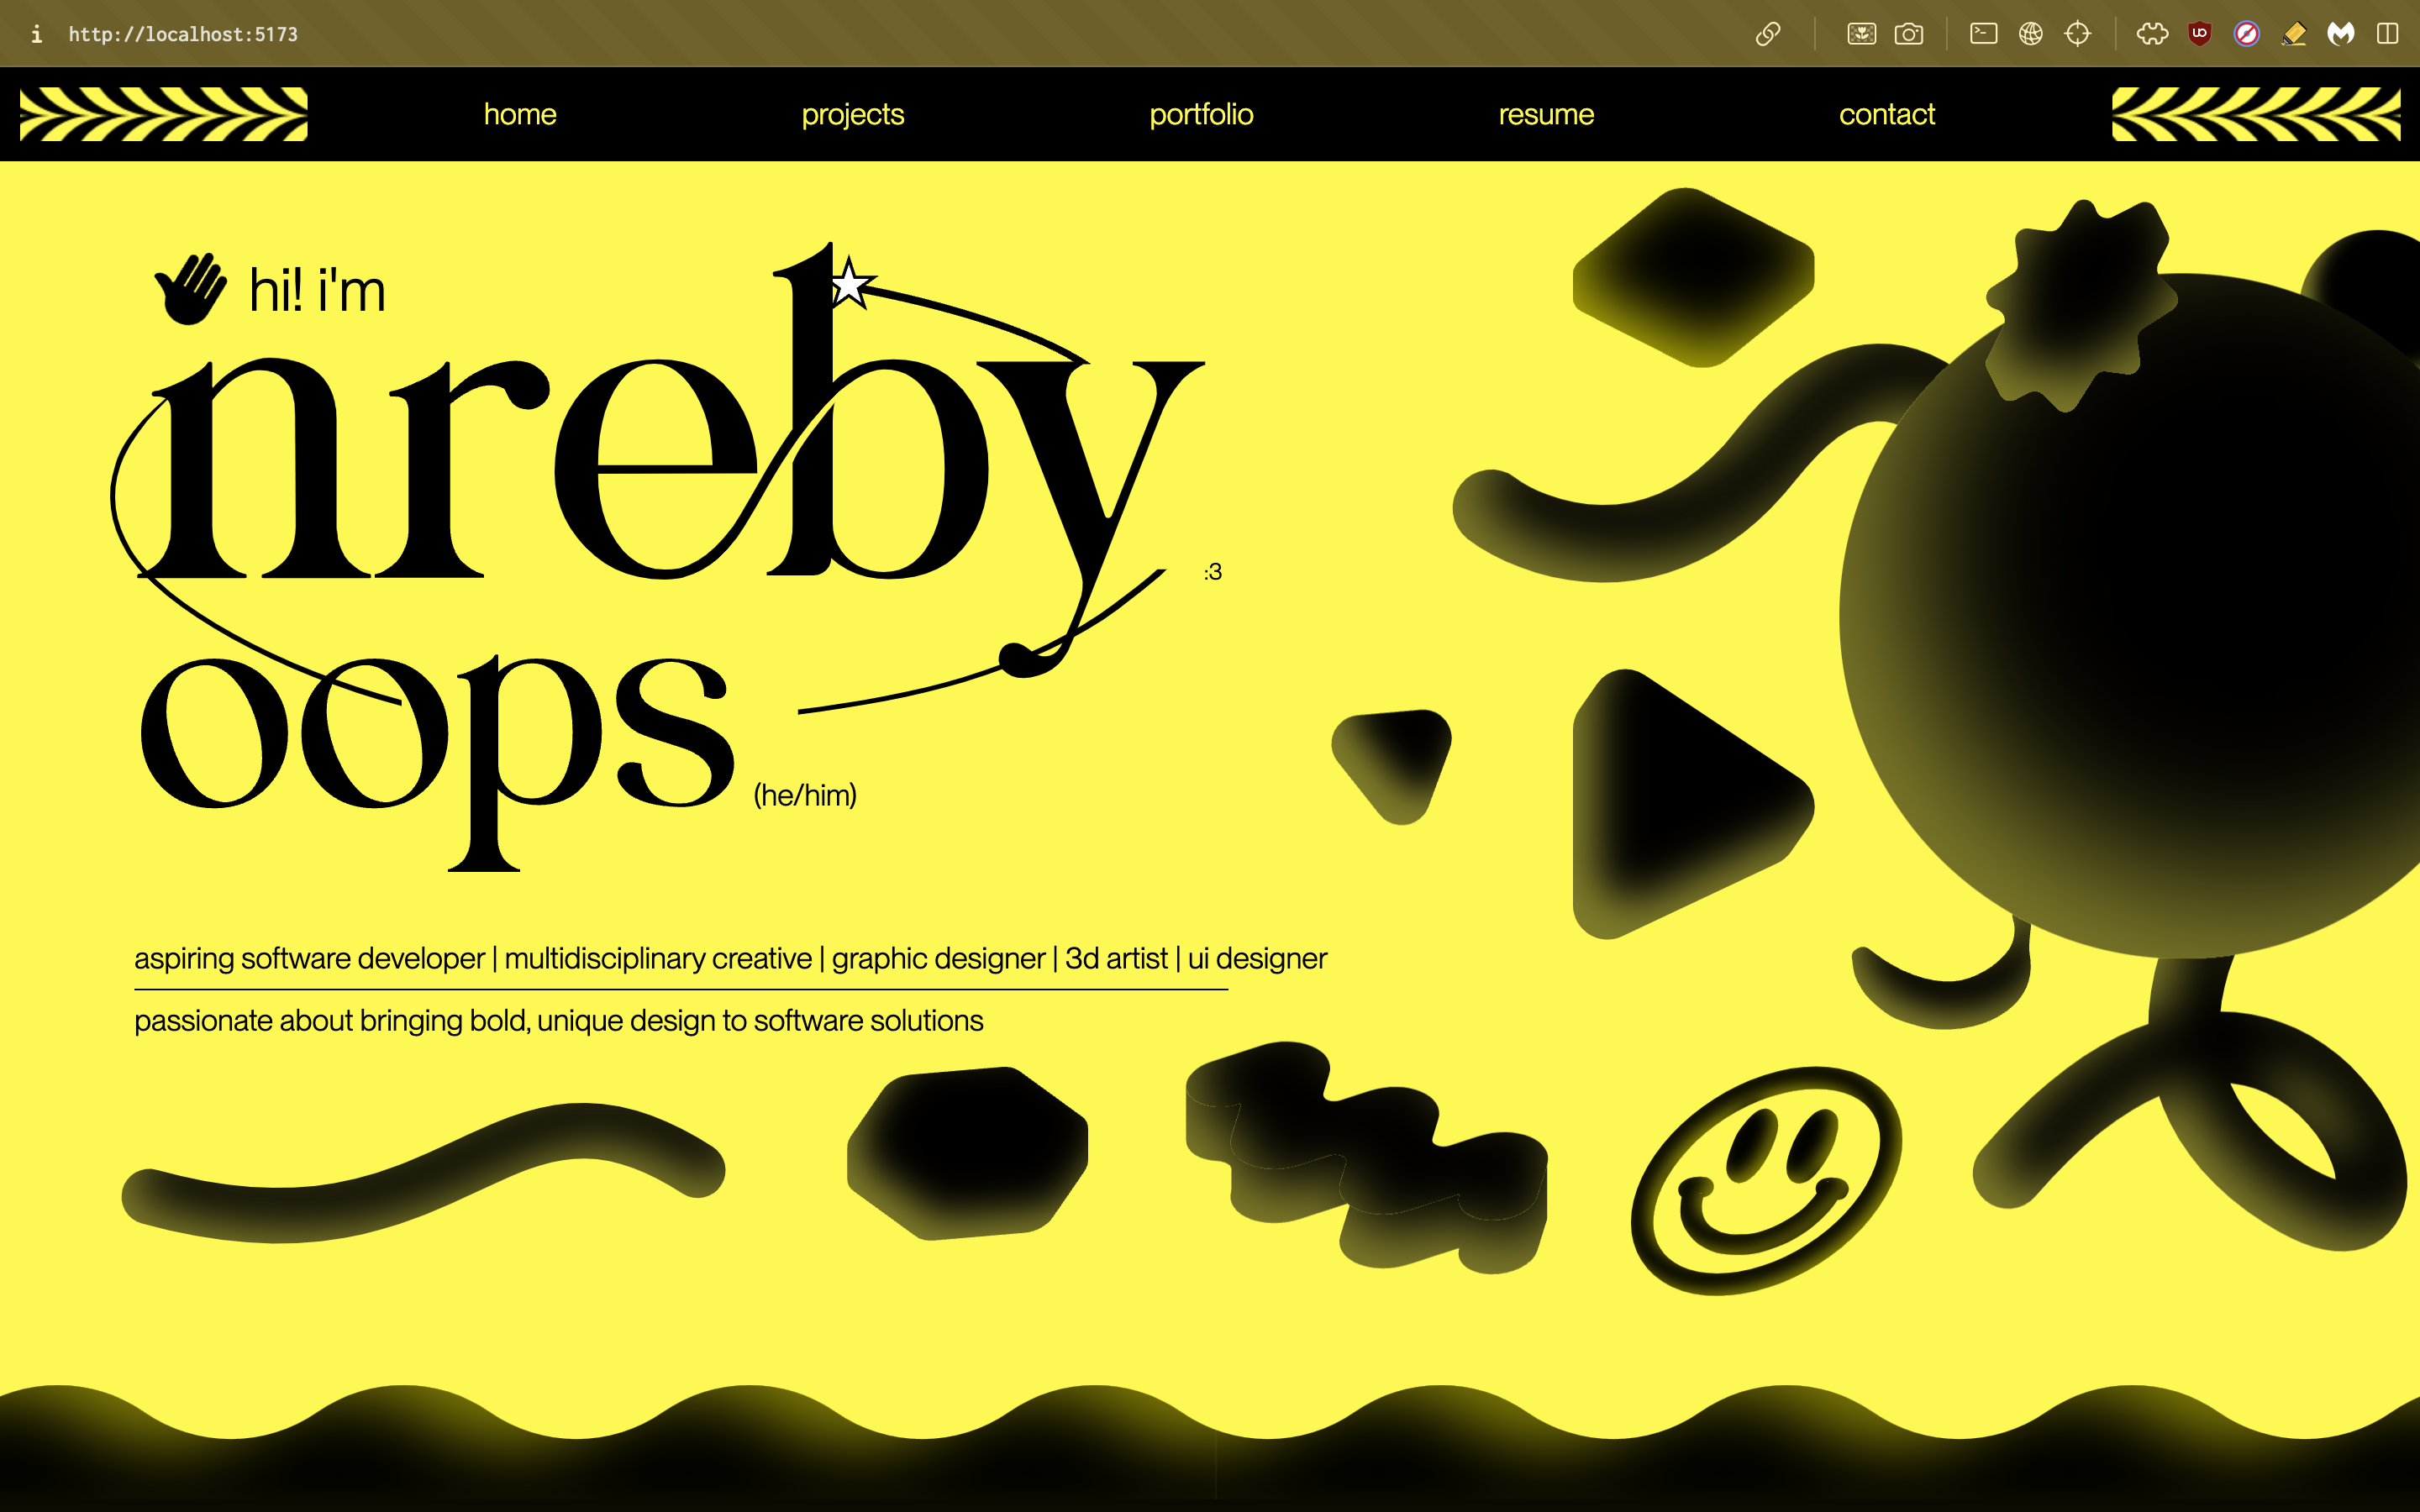 http://localhost:5173
home projects portfolio resume contact
hi! i'm
nreby
:3
oops
(he/him)
aspiring software developer | multidisciplinary creative | graphic designer | 3d artist | ui designer
passionate about bringing bold, unique design to software solutions